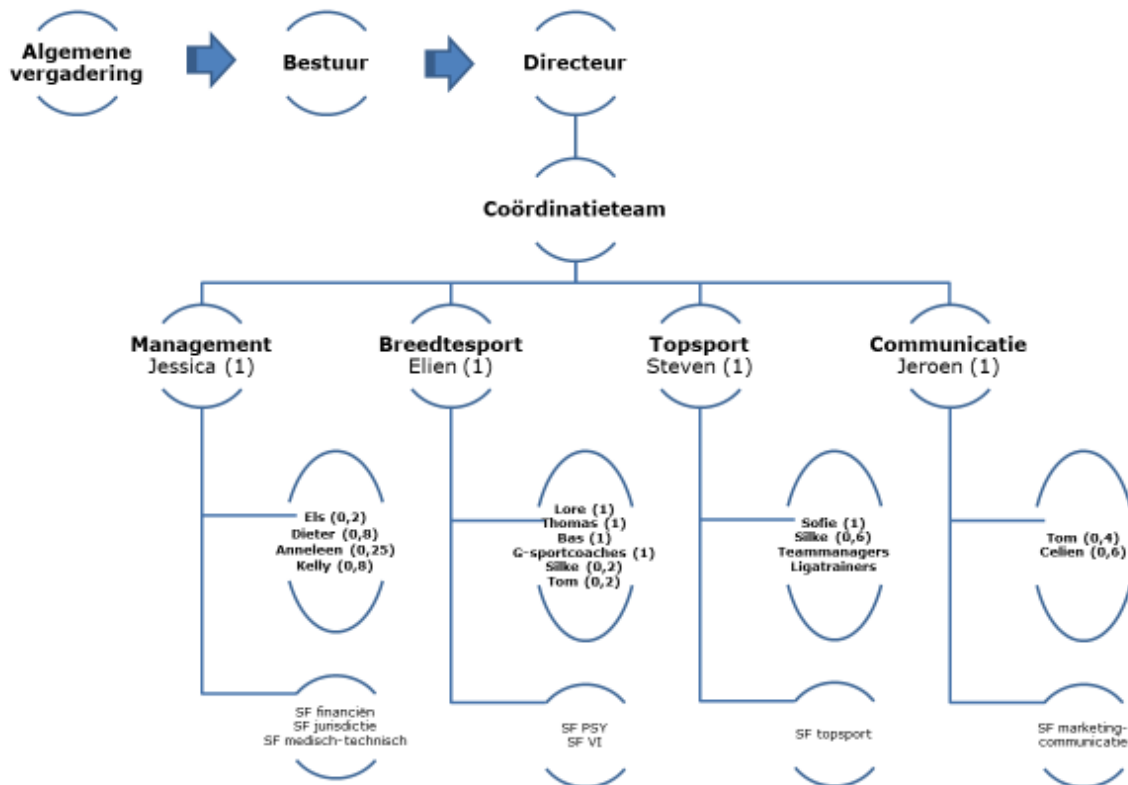 Algemene
vergadering
Bestuur
Directeur
Coördinatieteam
Management
Jessica (1)
Breedtesport
Elien (1)
Topsport
Steven (1)
Communicatie
Jeroen (1)
Els (0,2)
Dieter (0,8)
Anneleen (0,25)
Kelly (0,8)
Lore (1)
Thomas (1)
Bas (1)
G-sportcoaches (1)
Silke (0,2)
Tom (0,2)
Sofie (1)
Silke (0,6)
Teammanagers
Ligatrainers
Tom (0,4)
Celien (0,6)
SF financiën
SF jurisdictie
SF medisch-technisch
SF PSY
SF VI
SF topsport
SF marketing-
communicatie